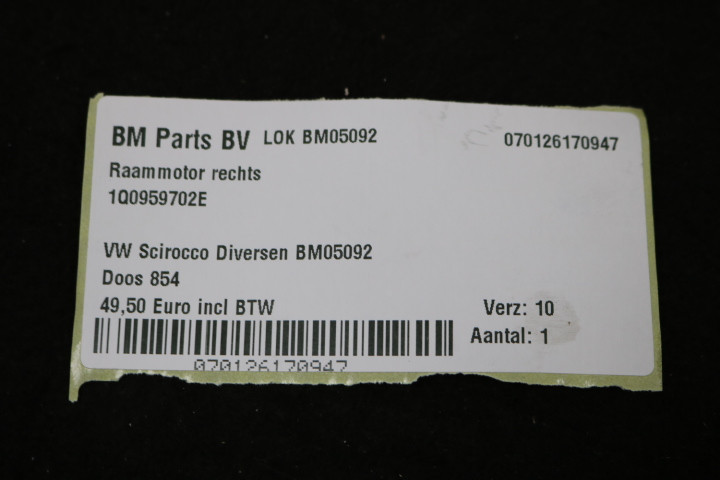 BM Parts BV LOK BM05092 070126170947
Raammotor rechts
1Q0959702E
VW Scirocco Diversen BM05092
Doos 854
49,50 Euro incl BTW Verz: 10
Aantal: 1
070126170947